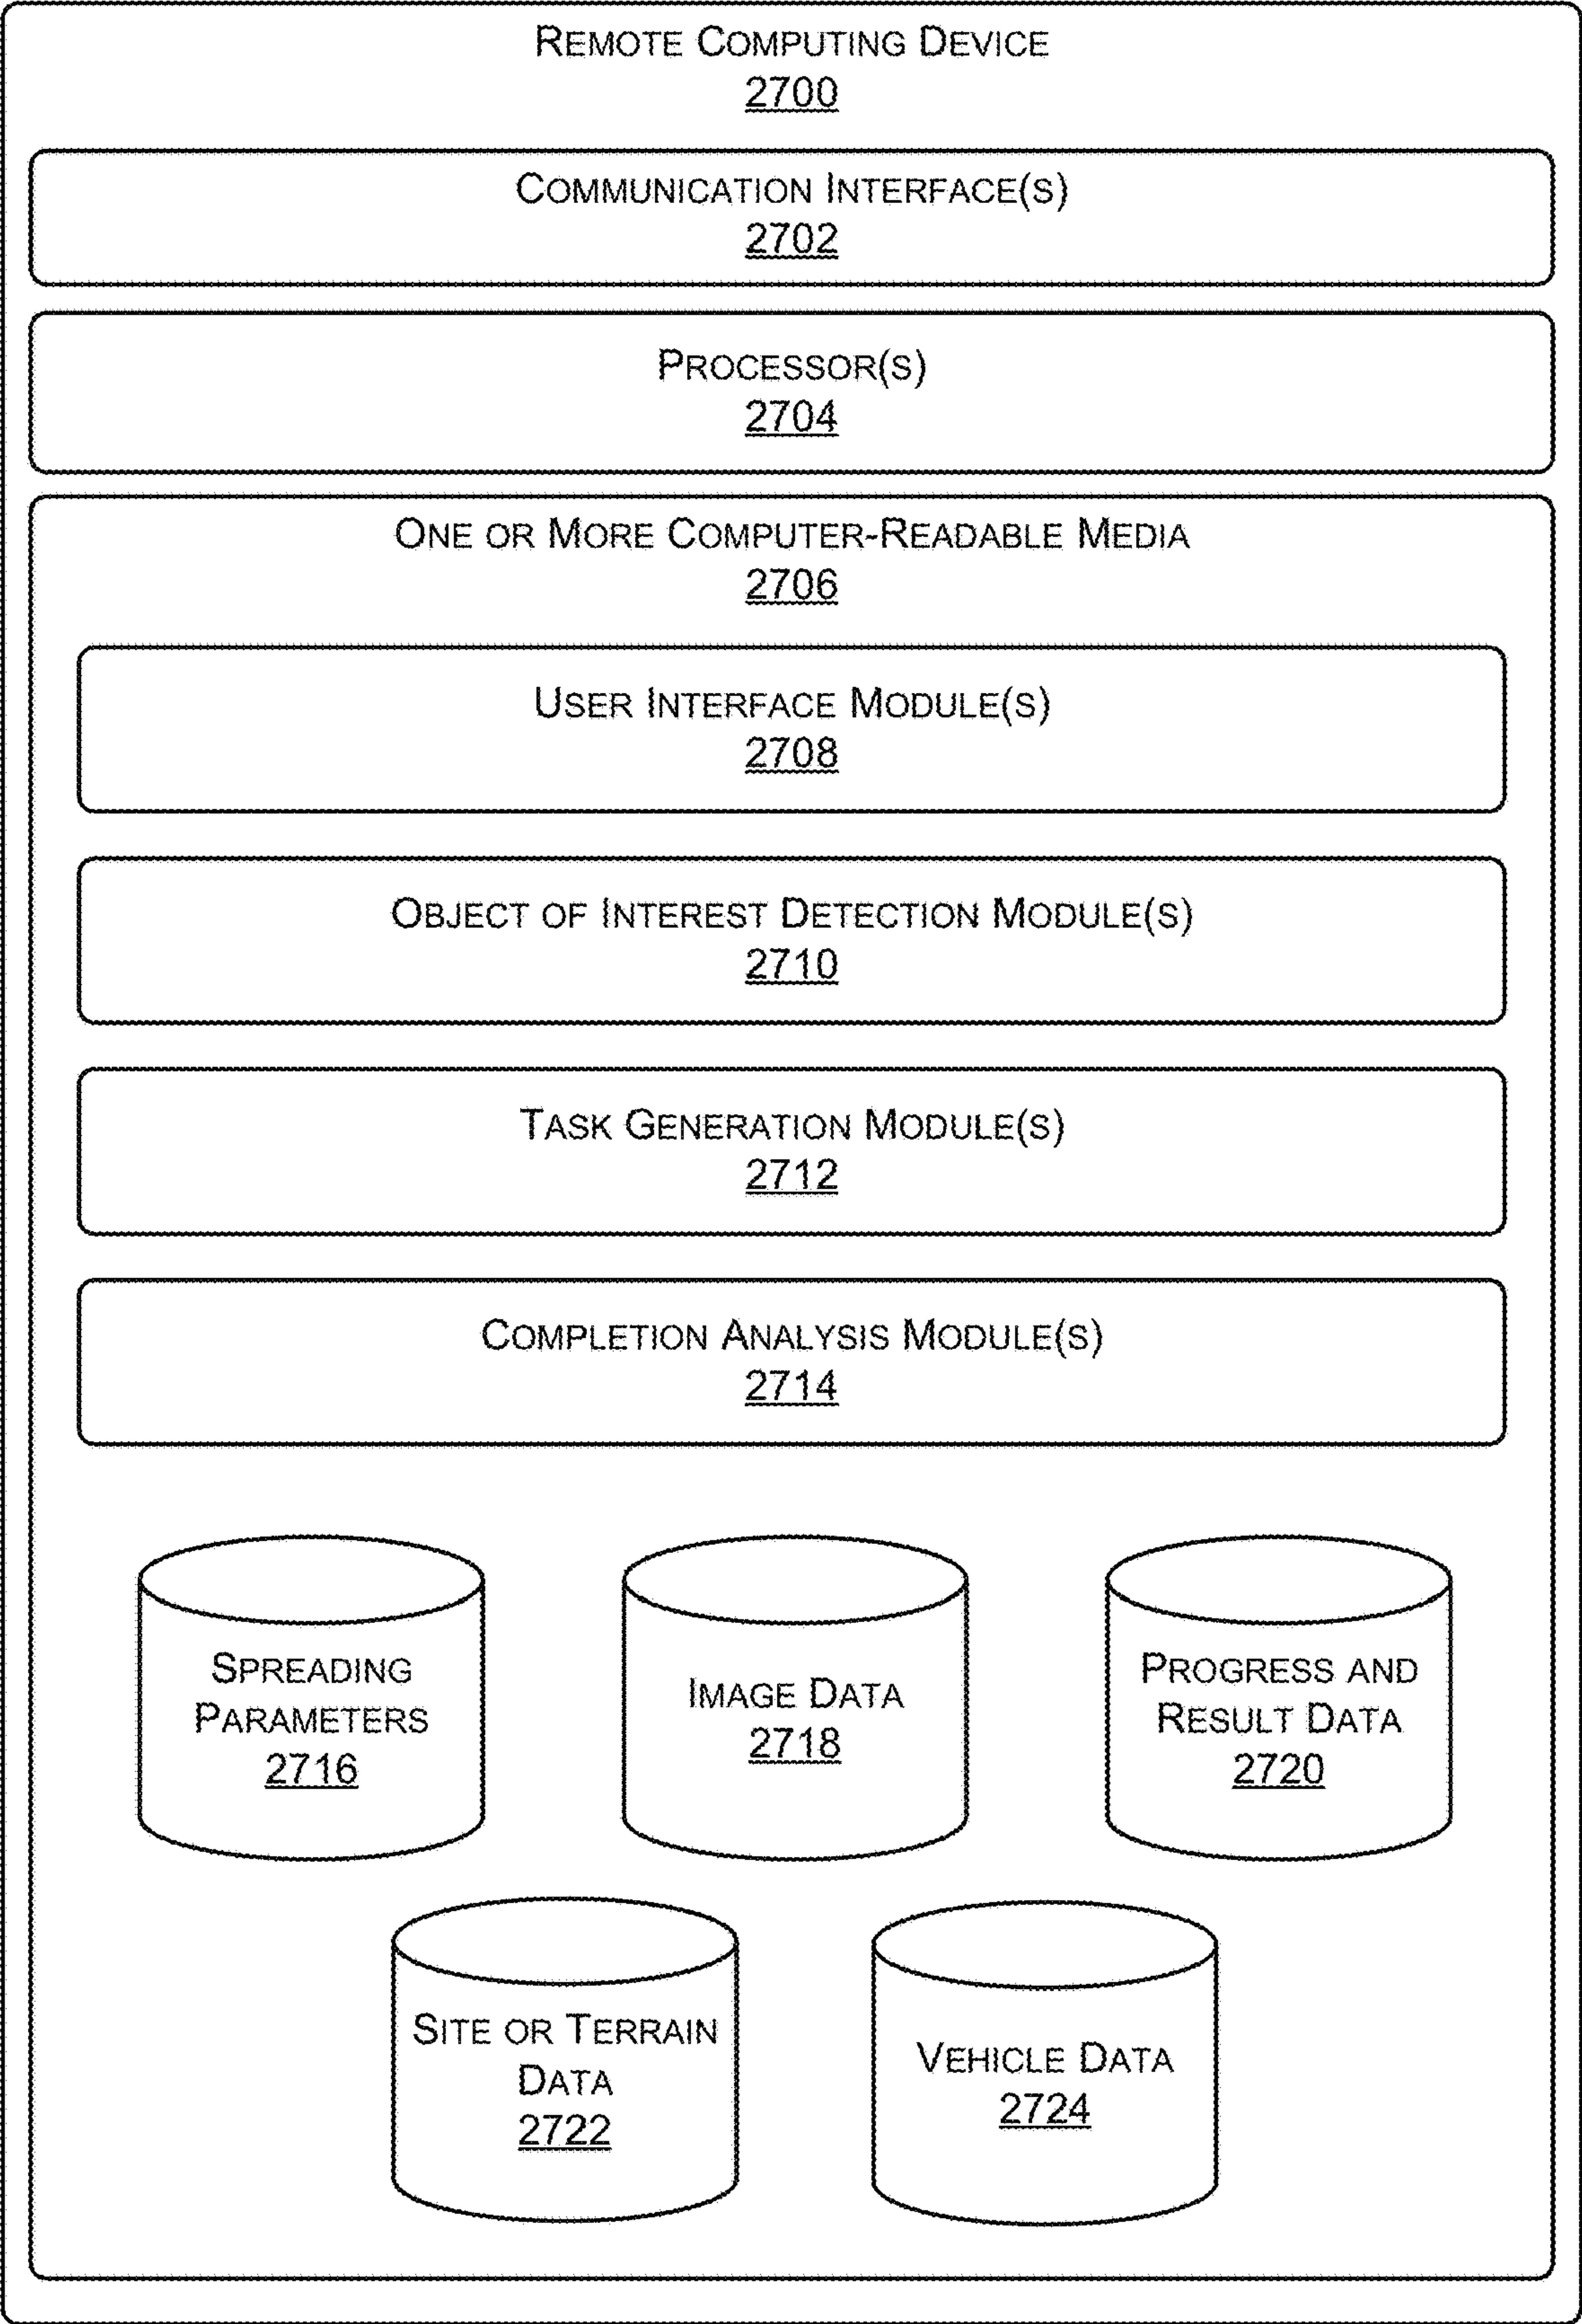 REMOTE COMPUTING DEVICE
2700
COMMUNICATION INTERFACE(S)
2702
PROCESSOR(S)
2704
ONE OR MORE COMPUTER-READABLE MEDIA
2706
USER INTERFACE MODULE(S)
2708
OBJECT OF INTEREST DETECTION MODULE(S)
2710
TASK GENERATION MODULE(S)
2712
COMPLETION ANALYSIS MODULE(S)
2714
SPREADING
PARAMETERS
2716
IMAGE DATA
2718
PROGRESS AND
RESULT DATA
2720
SITE OR TERRAIN
DATA
2722
VEHICLE DATA
2724